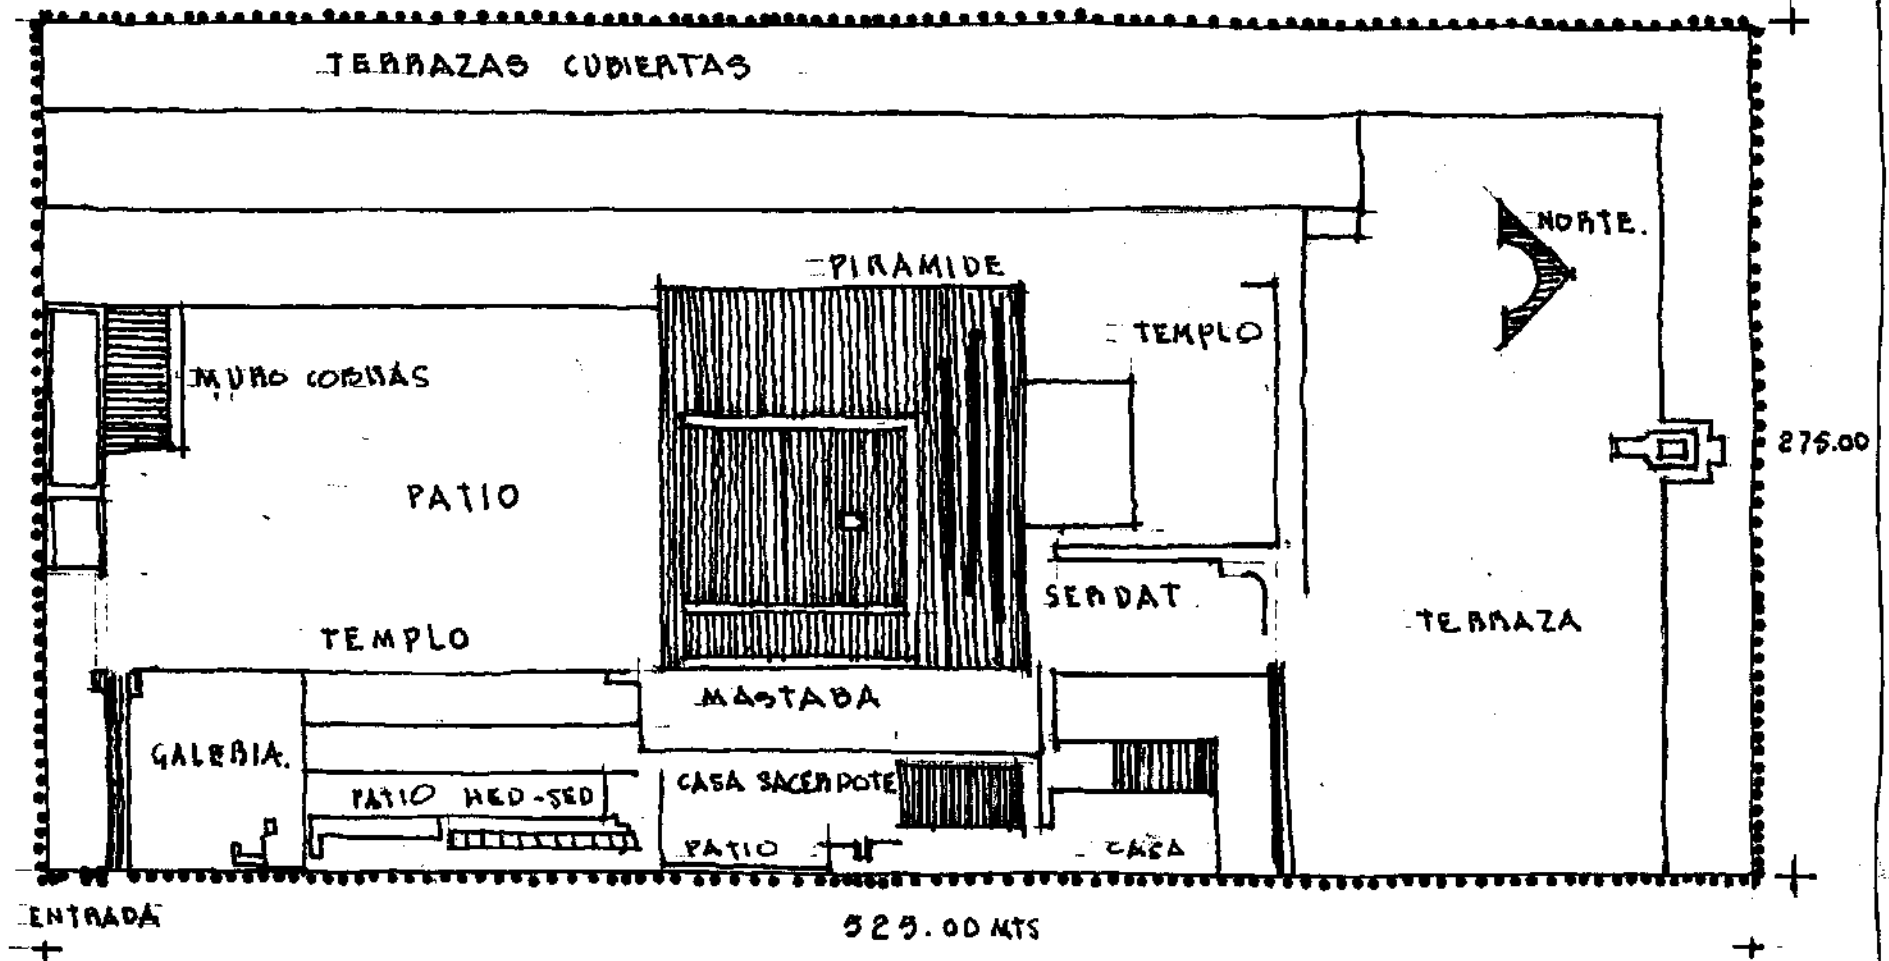 TERRAZAS CUBIERTAS
NORTE.
PIRAMIDE
TEMPLO
MURO COBRAS
275.00
PATIO
SERDAT
TERRAZA
TEMPLO
MASTABA
GALERIA.
CASA SACERDOTE
PATIO HED-SED
PATIO
CASA
ENTRADA
525.00 MTS